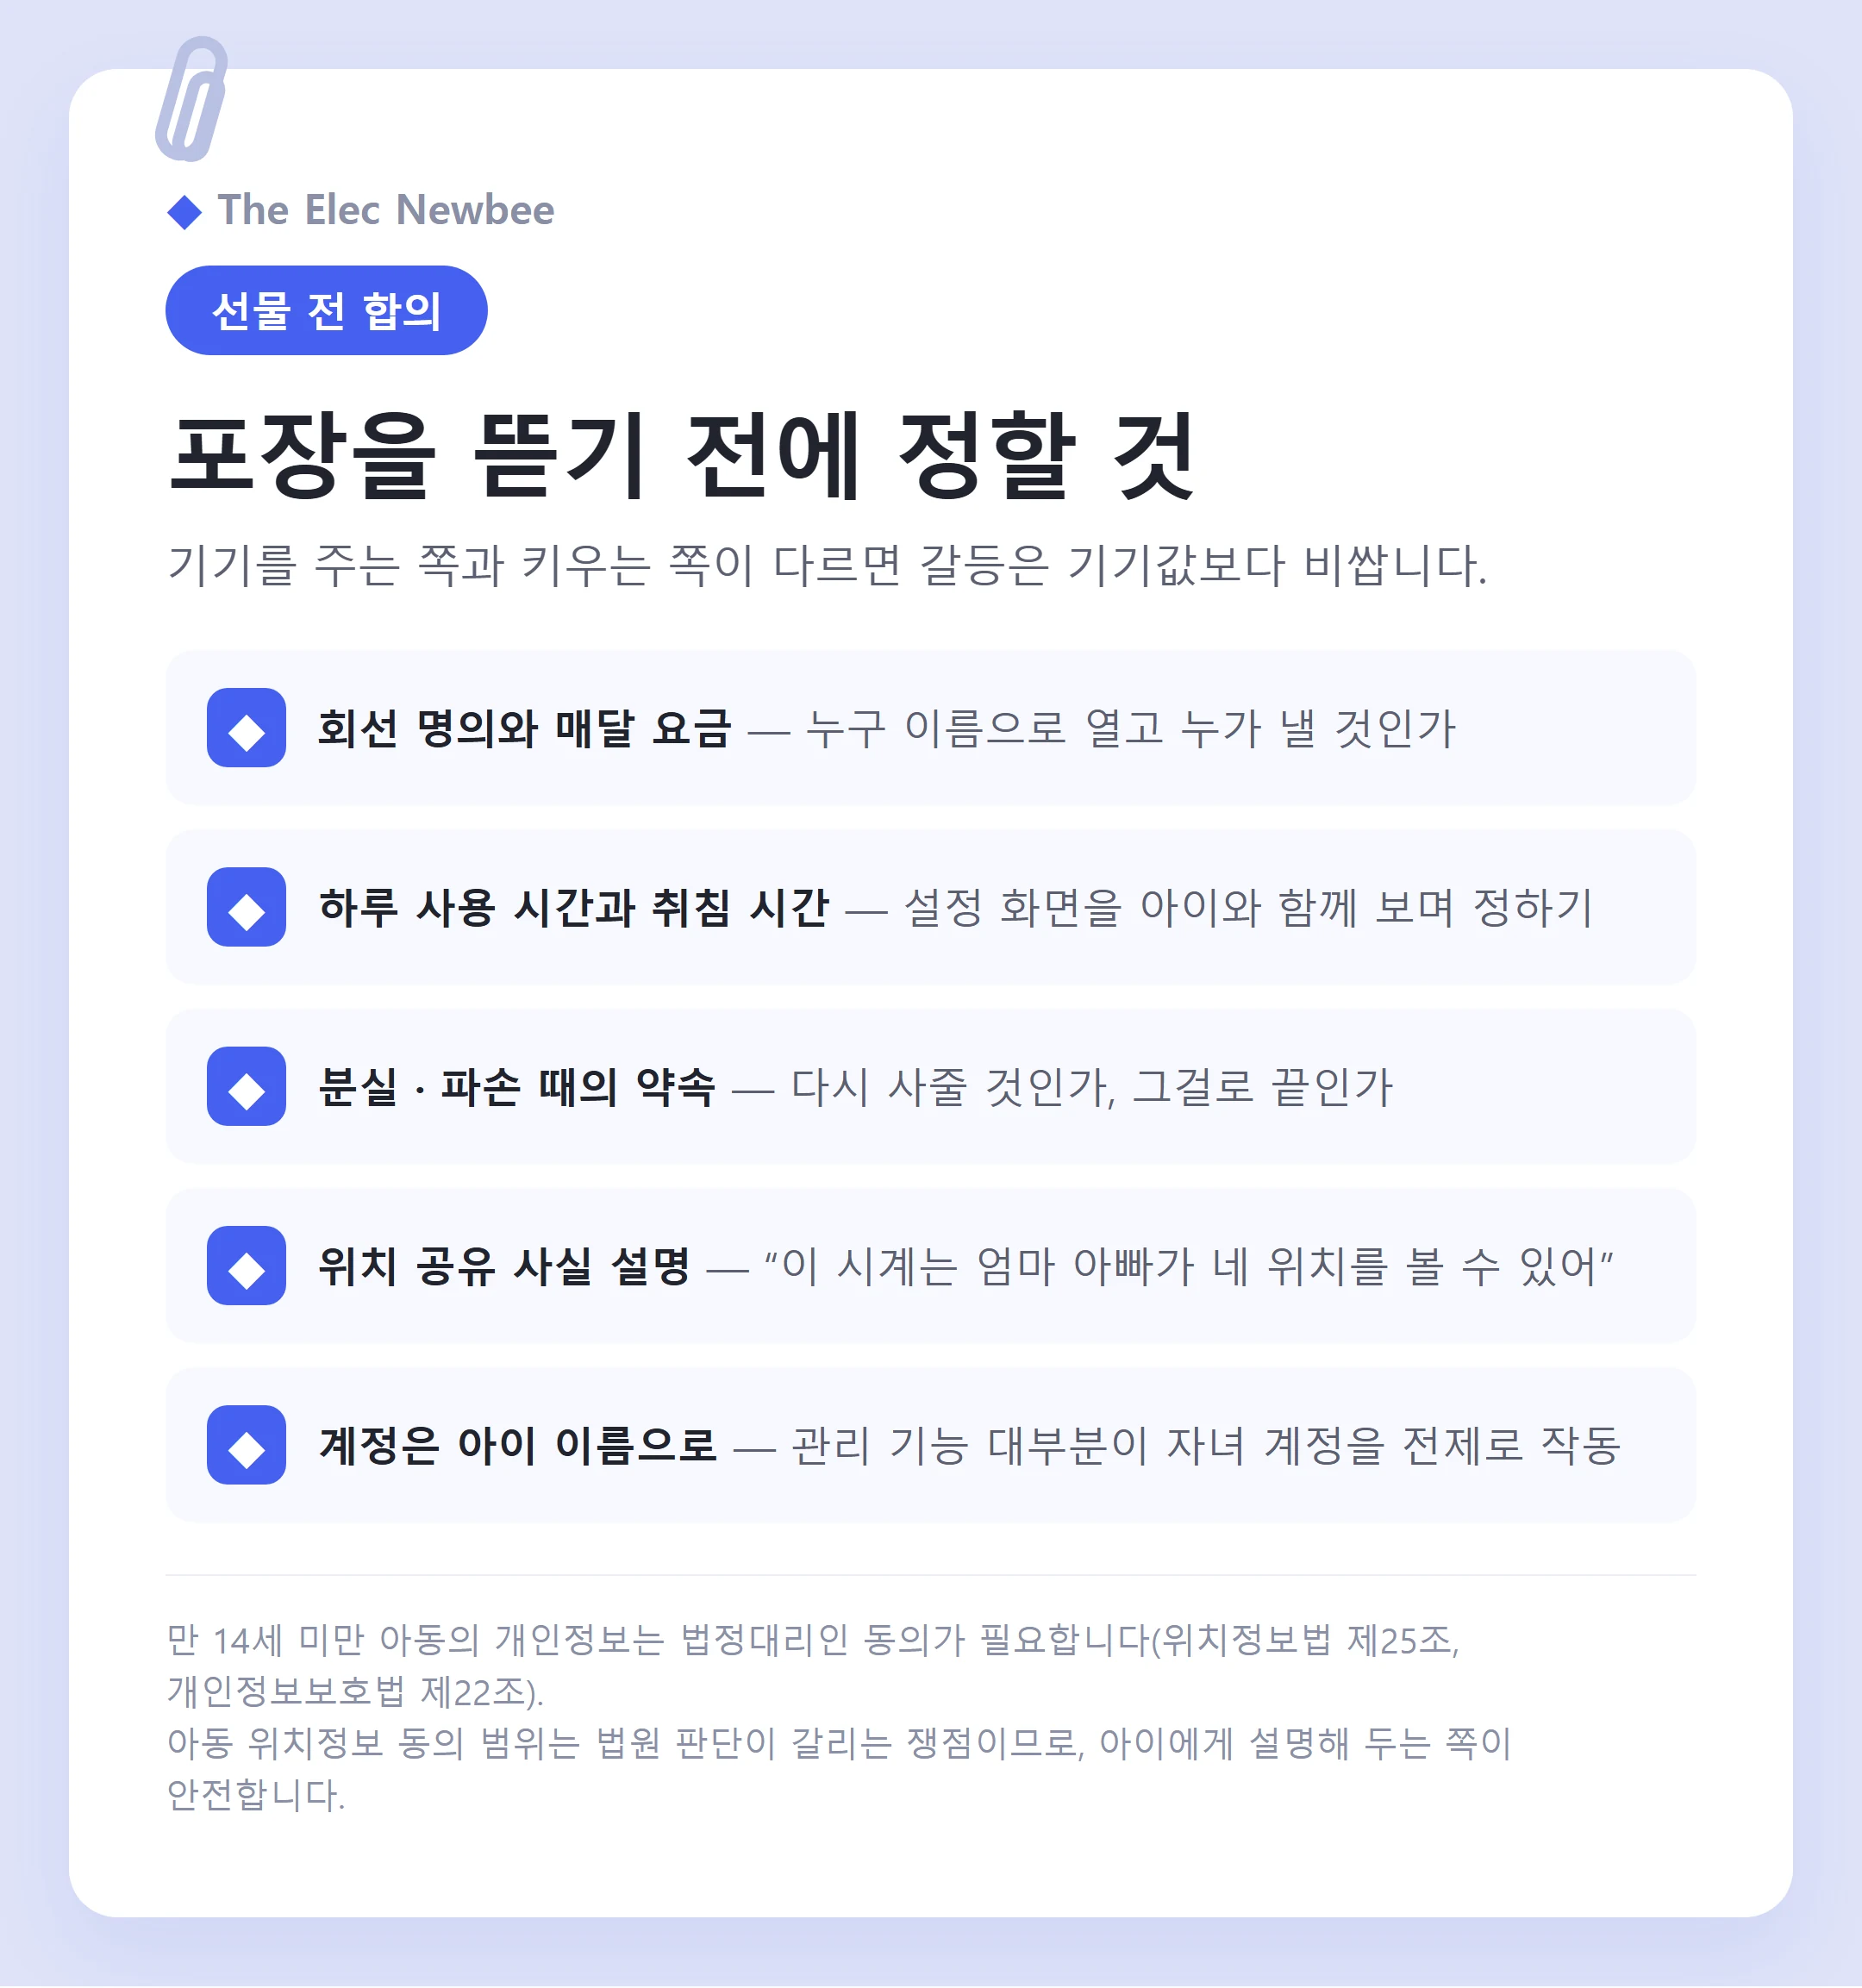 The Elec Newbee
선물 전 합의
포장을 뜯기 전에 정할 것
기기를 주는 쪽과 키우는 쪽이 다르면 갈등은 기기값보다 비쌉니다.
회선 명의와 매달 요금 — 누구 이름으로 열고 누가 낼 것인가
하루 사용 시간과 취침 시간 — 설정 화면을 아이와 함께 보며 정하기
분실 · 파손 때의 약속 — 다시 사줄 것인가, 그걸로 끝인가
위치 공유 사실 설명 — “이 시계는 엄마 아빠가 네 위치를 볼 수 있어”
계정은 아이 이름으로 — 관리 기능 대부분이 자녀 계정을 전제로 작동
만 14세 미만 아동의 개인정보는 법정대리인 동의가 필요합니다(위치정보법 제25조,
개인정보보호법 제22조).
아동 위치정보 동의 범위는 법원 판단이 갈리는 쟁점이므로, 아이에게 설명해 두는 쪽이
안전합니다.